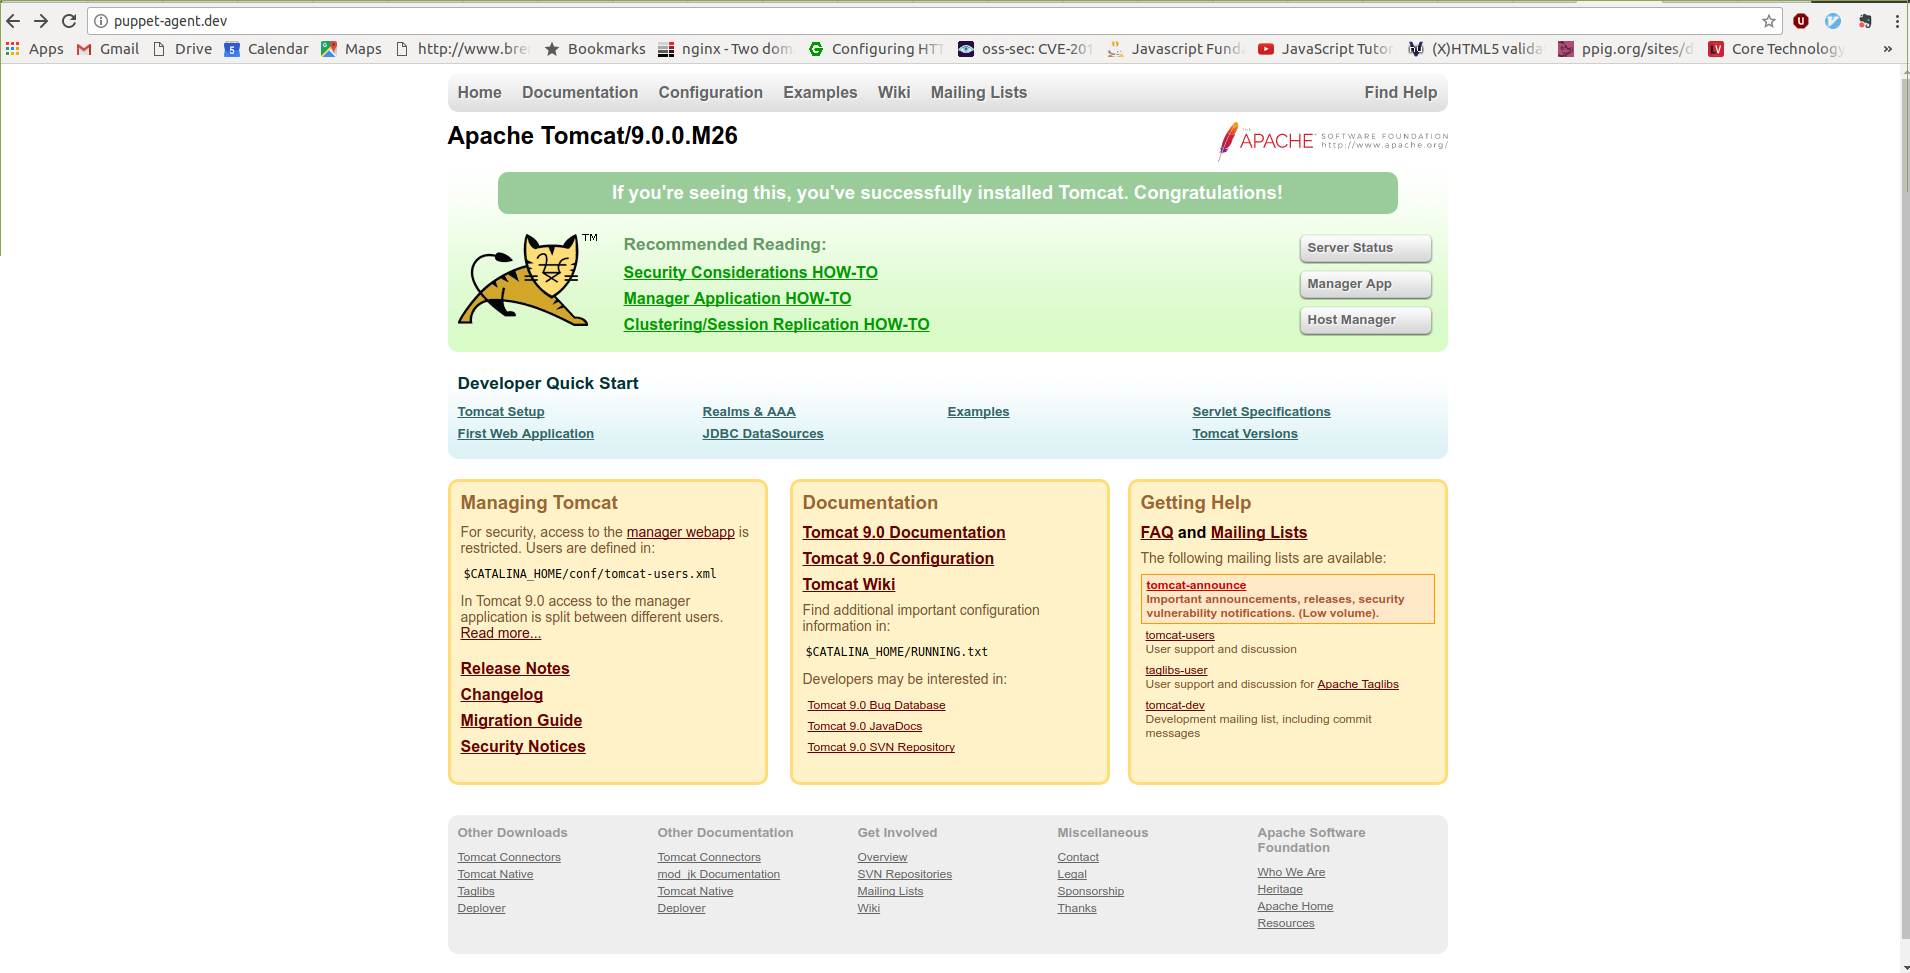 puppet-agent.dev
Apps Gmail Drive Calendar Maps http://www.bre Bookmarks nginx - Two dom Configuring HT oss-sec: CVE-201 Javascript Fund JavaScript Tutor (X)HTML5 valida ppig.org/sites/d Core Technology »
Home Documentation Configuration Examples Wiki Mailing Lists Find Help
Apache Tomcat/9.0.0.M26
THE APACHE SOFTWARE FOUNDATION
http://www.apache.org/
If you're seeing this, you've successfully installed Tomcat. Congratulations!
TM
Recommended Reading:
Security Considerations HOW-TO
Manager Application HOW-TO
Clustering/Session Replication HOW-TO
Server Status
Manager App
Host Manager
Developer Quick Start
Tomcat Setup
First Web Application
Realms & AAA
JDBC DataSources
Examples
Servlet Specifications
Tomcat Versions
Managing Tomcat
For security, access to the manager webapp is
restricted. Users are defined in:
$CATALINA_HOME/conf/tomcat-users.xml
In Tomcat 9.0 access to the manager
application is split between different users.
Read more...
Release Notes
Changelog
Migration Guide
Security Notices
Documentation
Tomcat 9.0 Documentation
Tomcat 9.0 Configuration
Tomcat Wiki
Find additional important configuration
information in:
$CATALINA_HOME/RUNNING.txt
Developers may be interested in:
Tomcat 9.0 Bug Database
Tomcat 9.0 JavaDocs
Tomcat 9.0 SVN Repository
Getting Help
FAQ and Mailing Lists
The following mailing lists are available:
tomcat-announce
Important announcements, releases, security
vulnerability notifications. (Low volume).
tomcat-users
User support and discussion
taglibs-user
User support and discussion for Apache Taglibs
tomcat-dev
Development mailing list, including commit
messages
Other Downloads
Tomcat Connectors
Tomcat Native
Taglibs
Deployer
Other Documentation
Tomcat Connectors
mod_jk Documentation
Tomcat Native
Deployer
Get Involved
Overview
SVN Repositories
Mailing Lists
Wiki
Miscellaneous
Contact
Legal
Sponsorship
Thanks
Apache Software
Foundation
Who We Are
Heritage
Apache Home
Resources